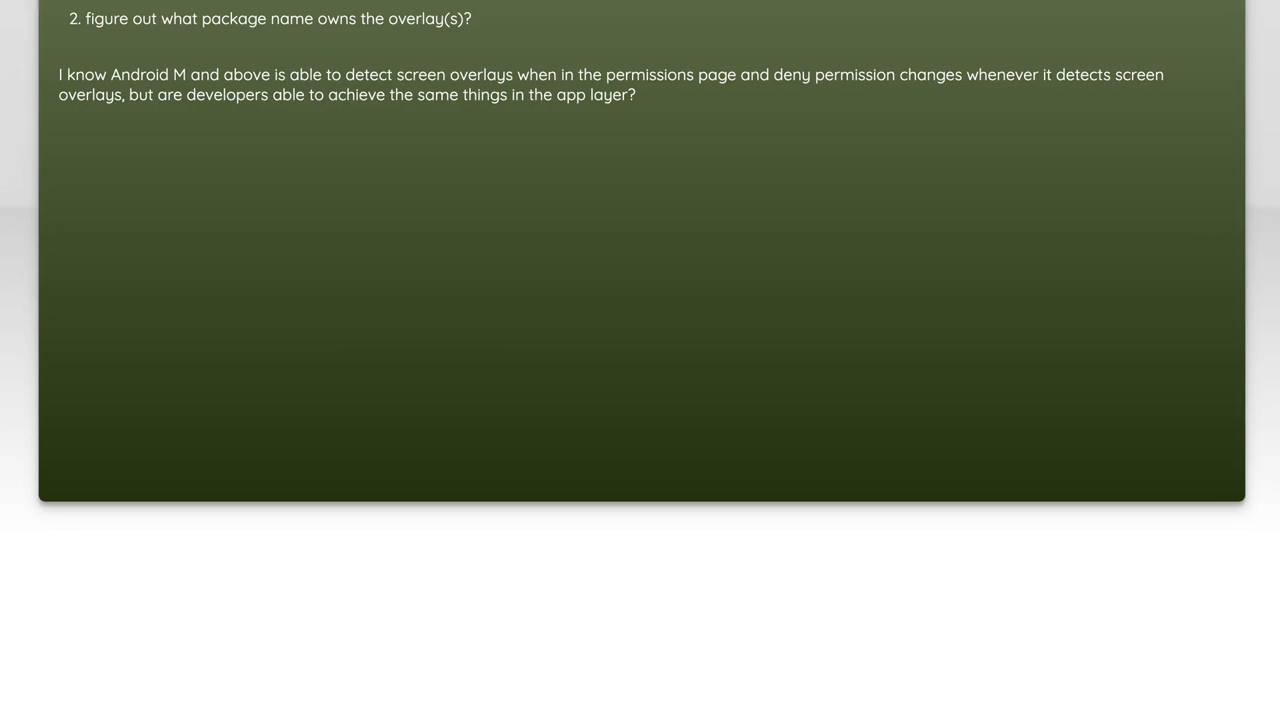 2. figure out what package name owns the overlay(s)?
I know Android M and above is able to detect screen overlays when in the permissions page and deny permission changes whenever it detects screen
overlays, but are developers able to achieve the same things in the app layer?